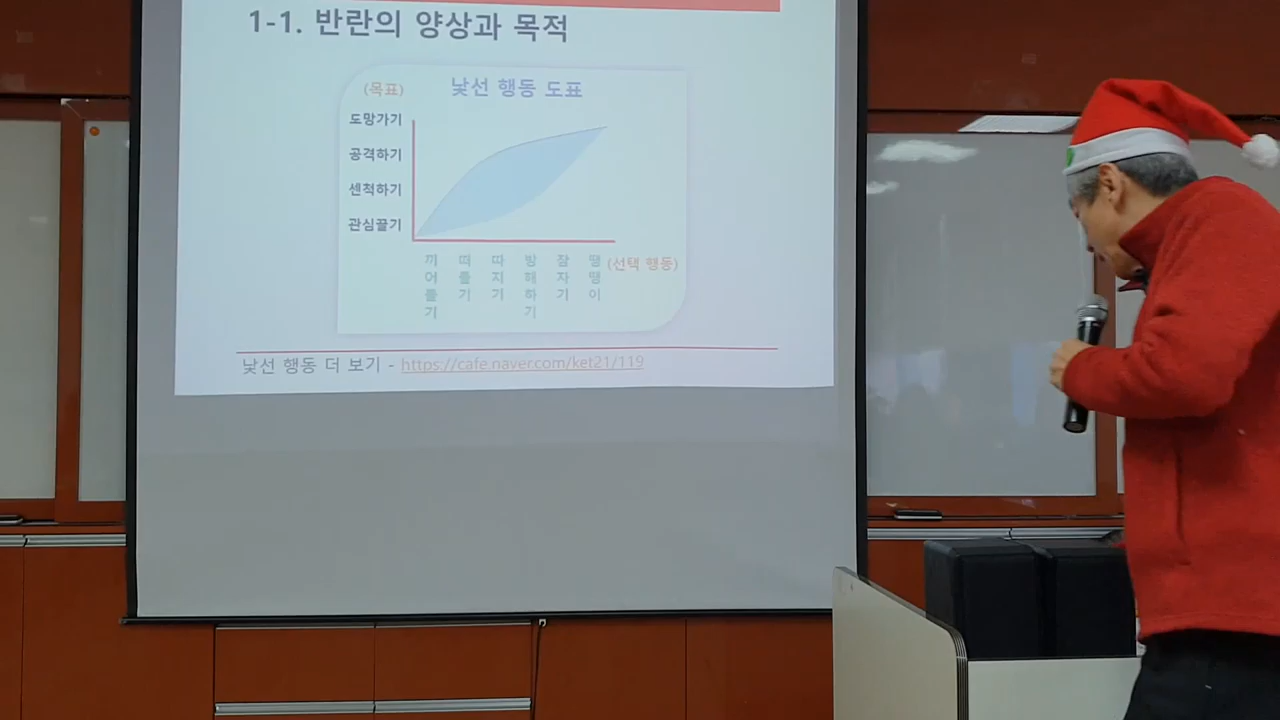 1-1. 반란의 양상과 목적
(목표)
낯선 행동 도표
도망가기
공격하기
센척하기
관심끌기
끼어들기
떠들기
따지기
방해하기
잠자기
땡땡이
(선택 행동)
낯선 행동 더 보기 - https://cafe.naver.com/ket21/119